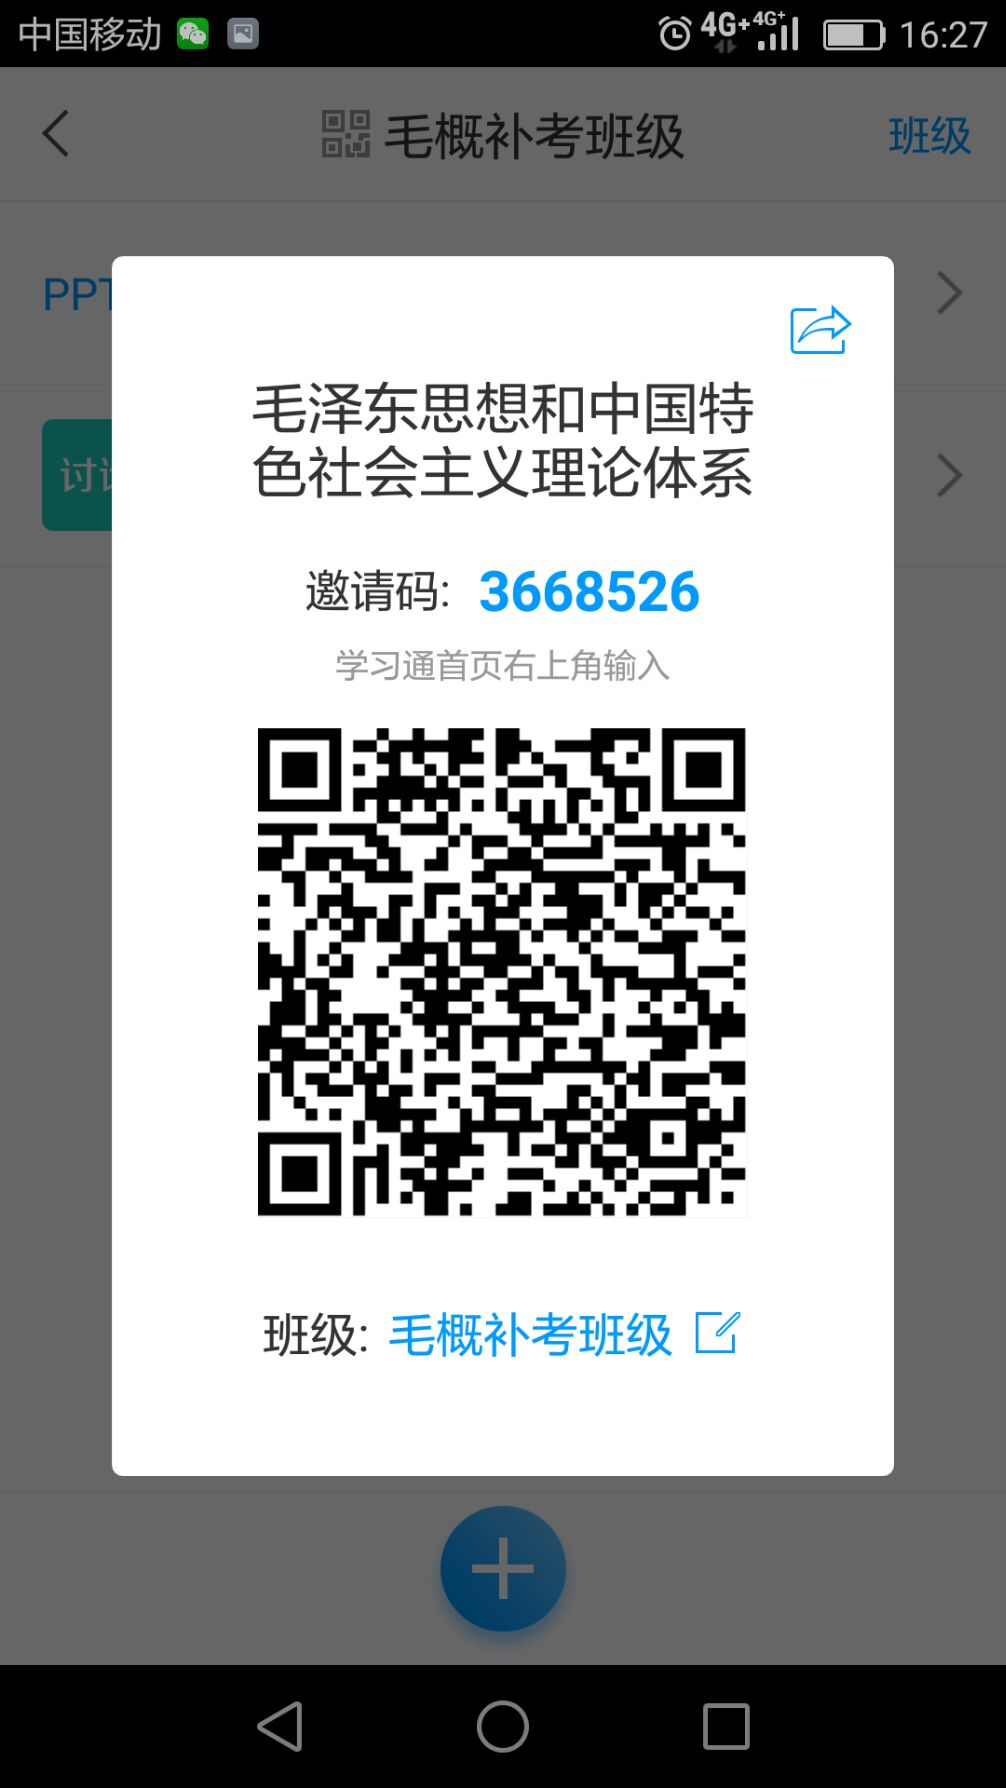 中国移动 4G+ 4G+ 16:27
毛概补考班级 班级
PPT
毛泽东思想和中国特
色社会主义理论体系
讨
邀请码: 3668526
学习通首页右上角输入
班级: 毛概补考班级